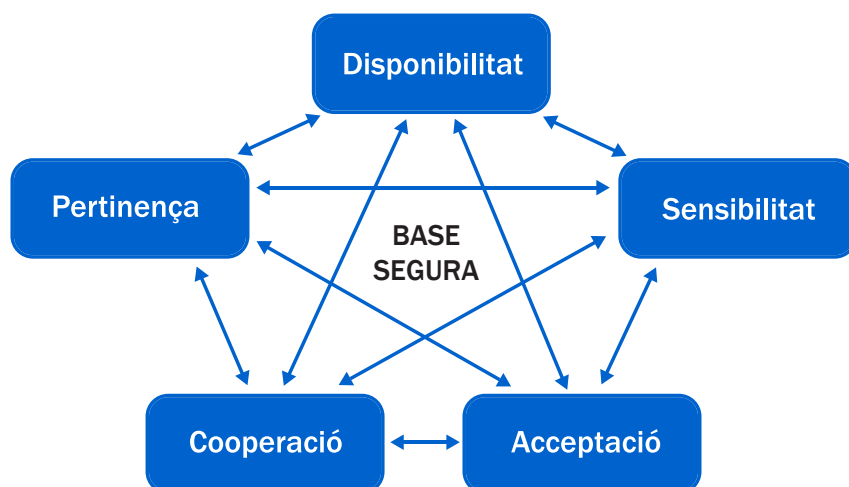 Disponibilitat
Pertinença
Sensibilitat
BASE
SEGURA
Cooperació
Acceptació